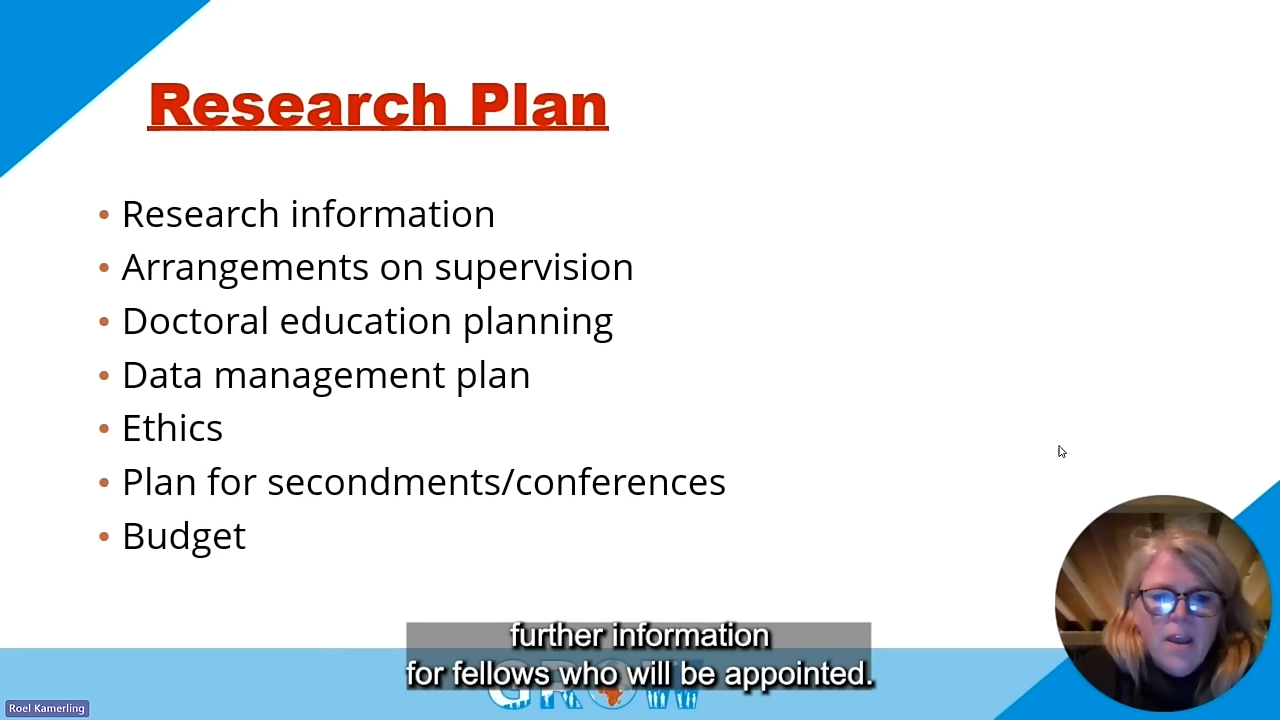 Research Plan
• Research information
• Arrangements on supervision
• Doctoral education planning
• Data management plan
• Ethics
• Plan for secondments/conferences
• Budget
further information
for fellows who will be appointed.
GROW
Roel Kamerling